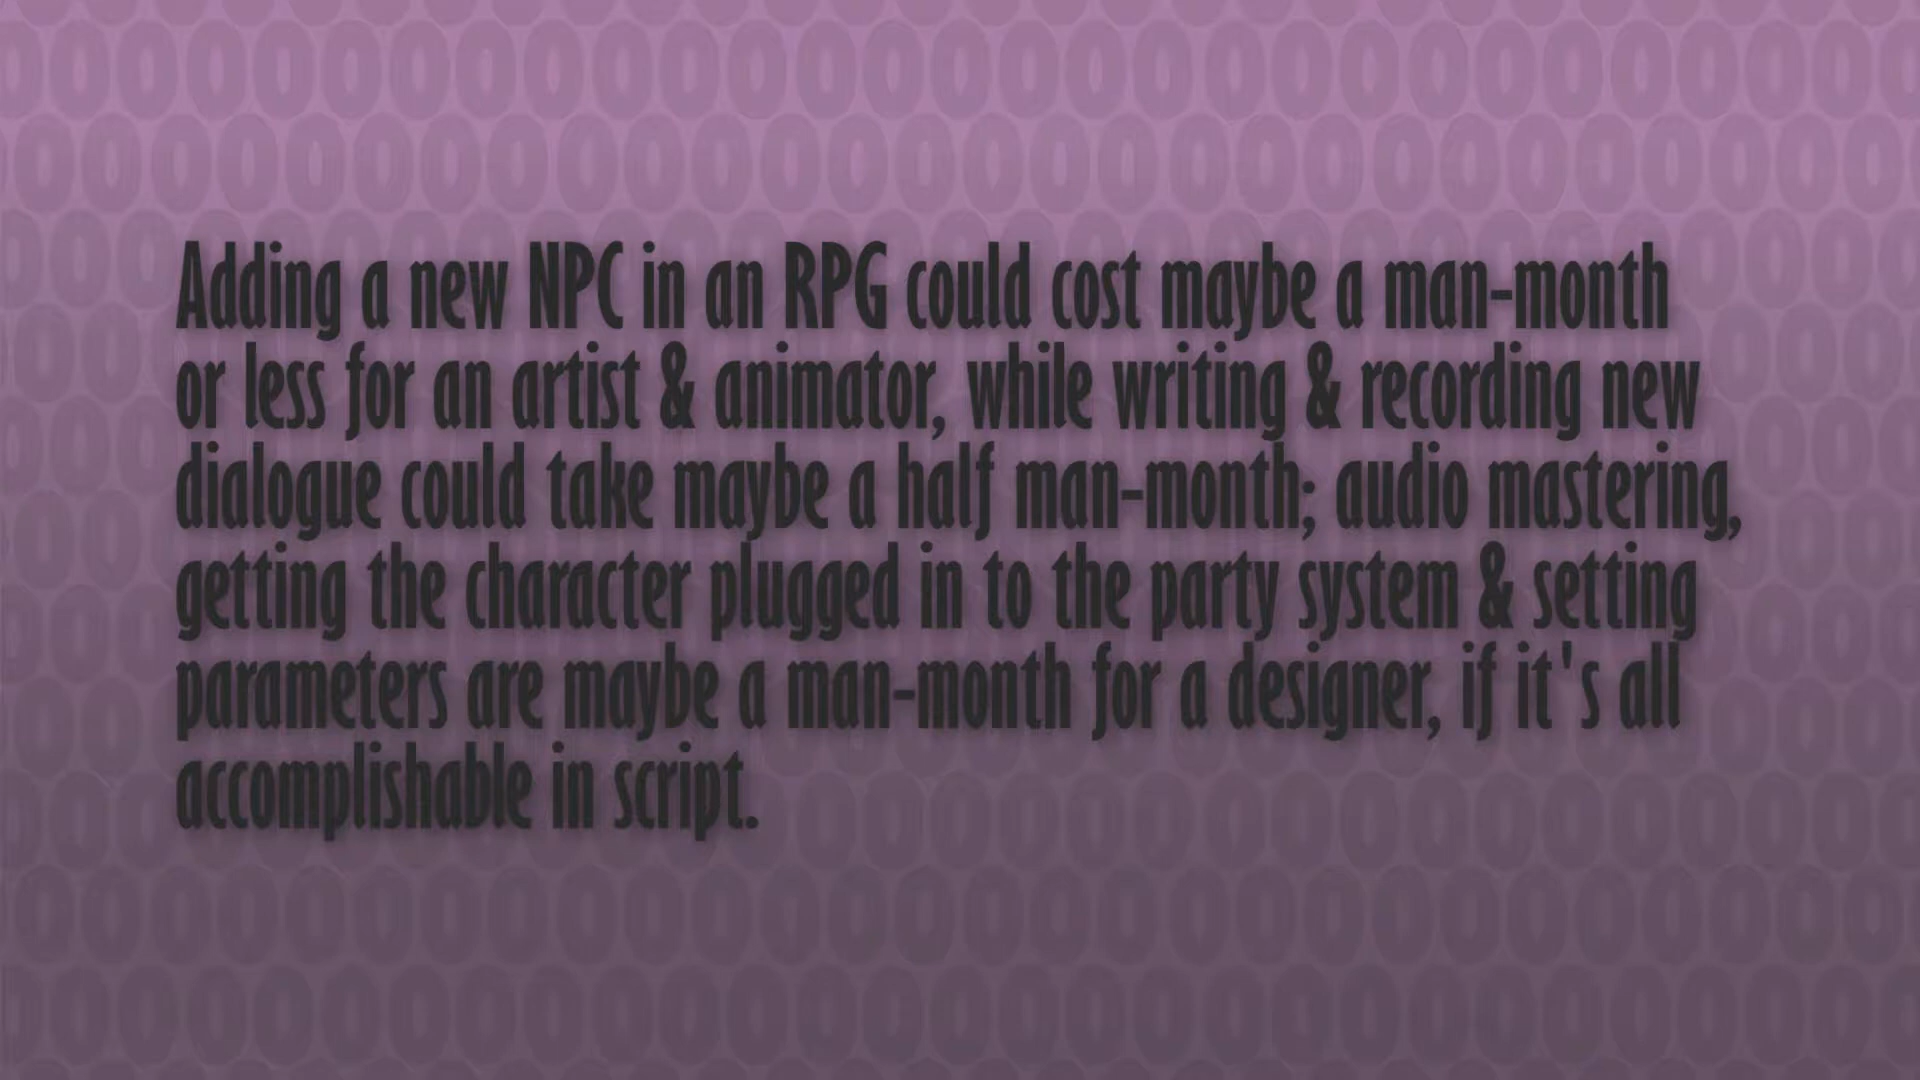 Adding a new NPC in an RPG could cost maybe a man-month
or less for an artist & animator, while writing & recording new
dialogue could take maybe a half man-month; audio mastering,
getting the character plugged in to the party system & setting
parameters are maybe a man-month for a designer, if it's all
accomplishable in script.